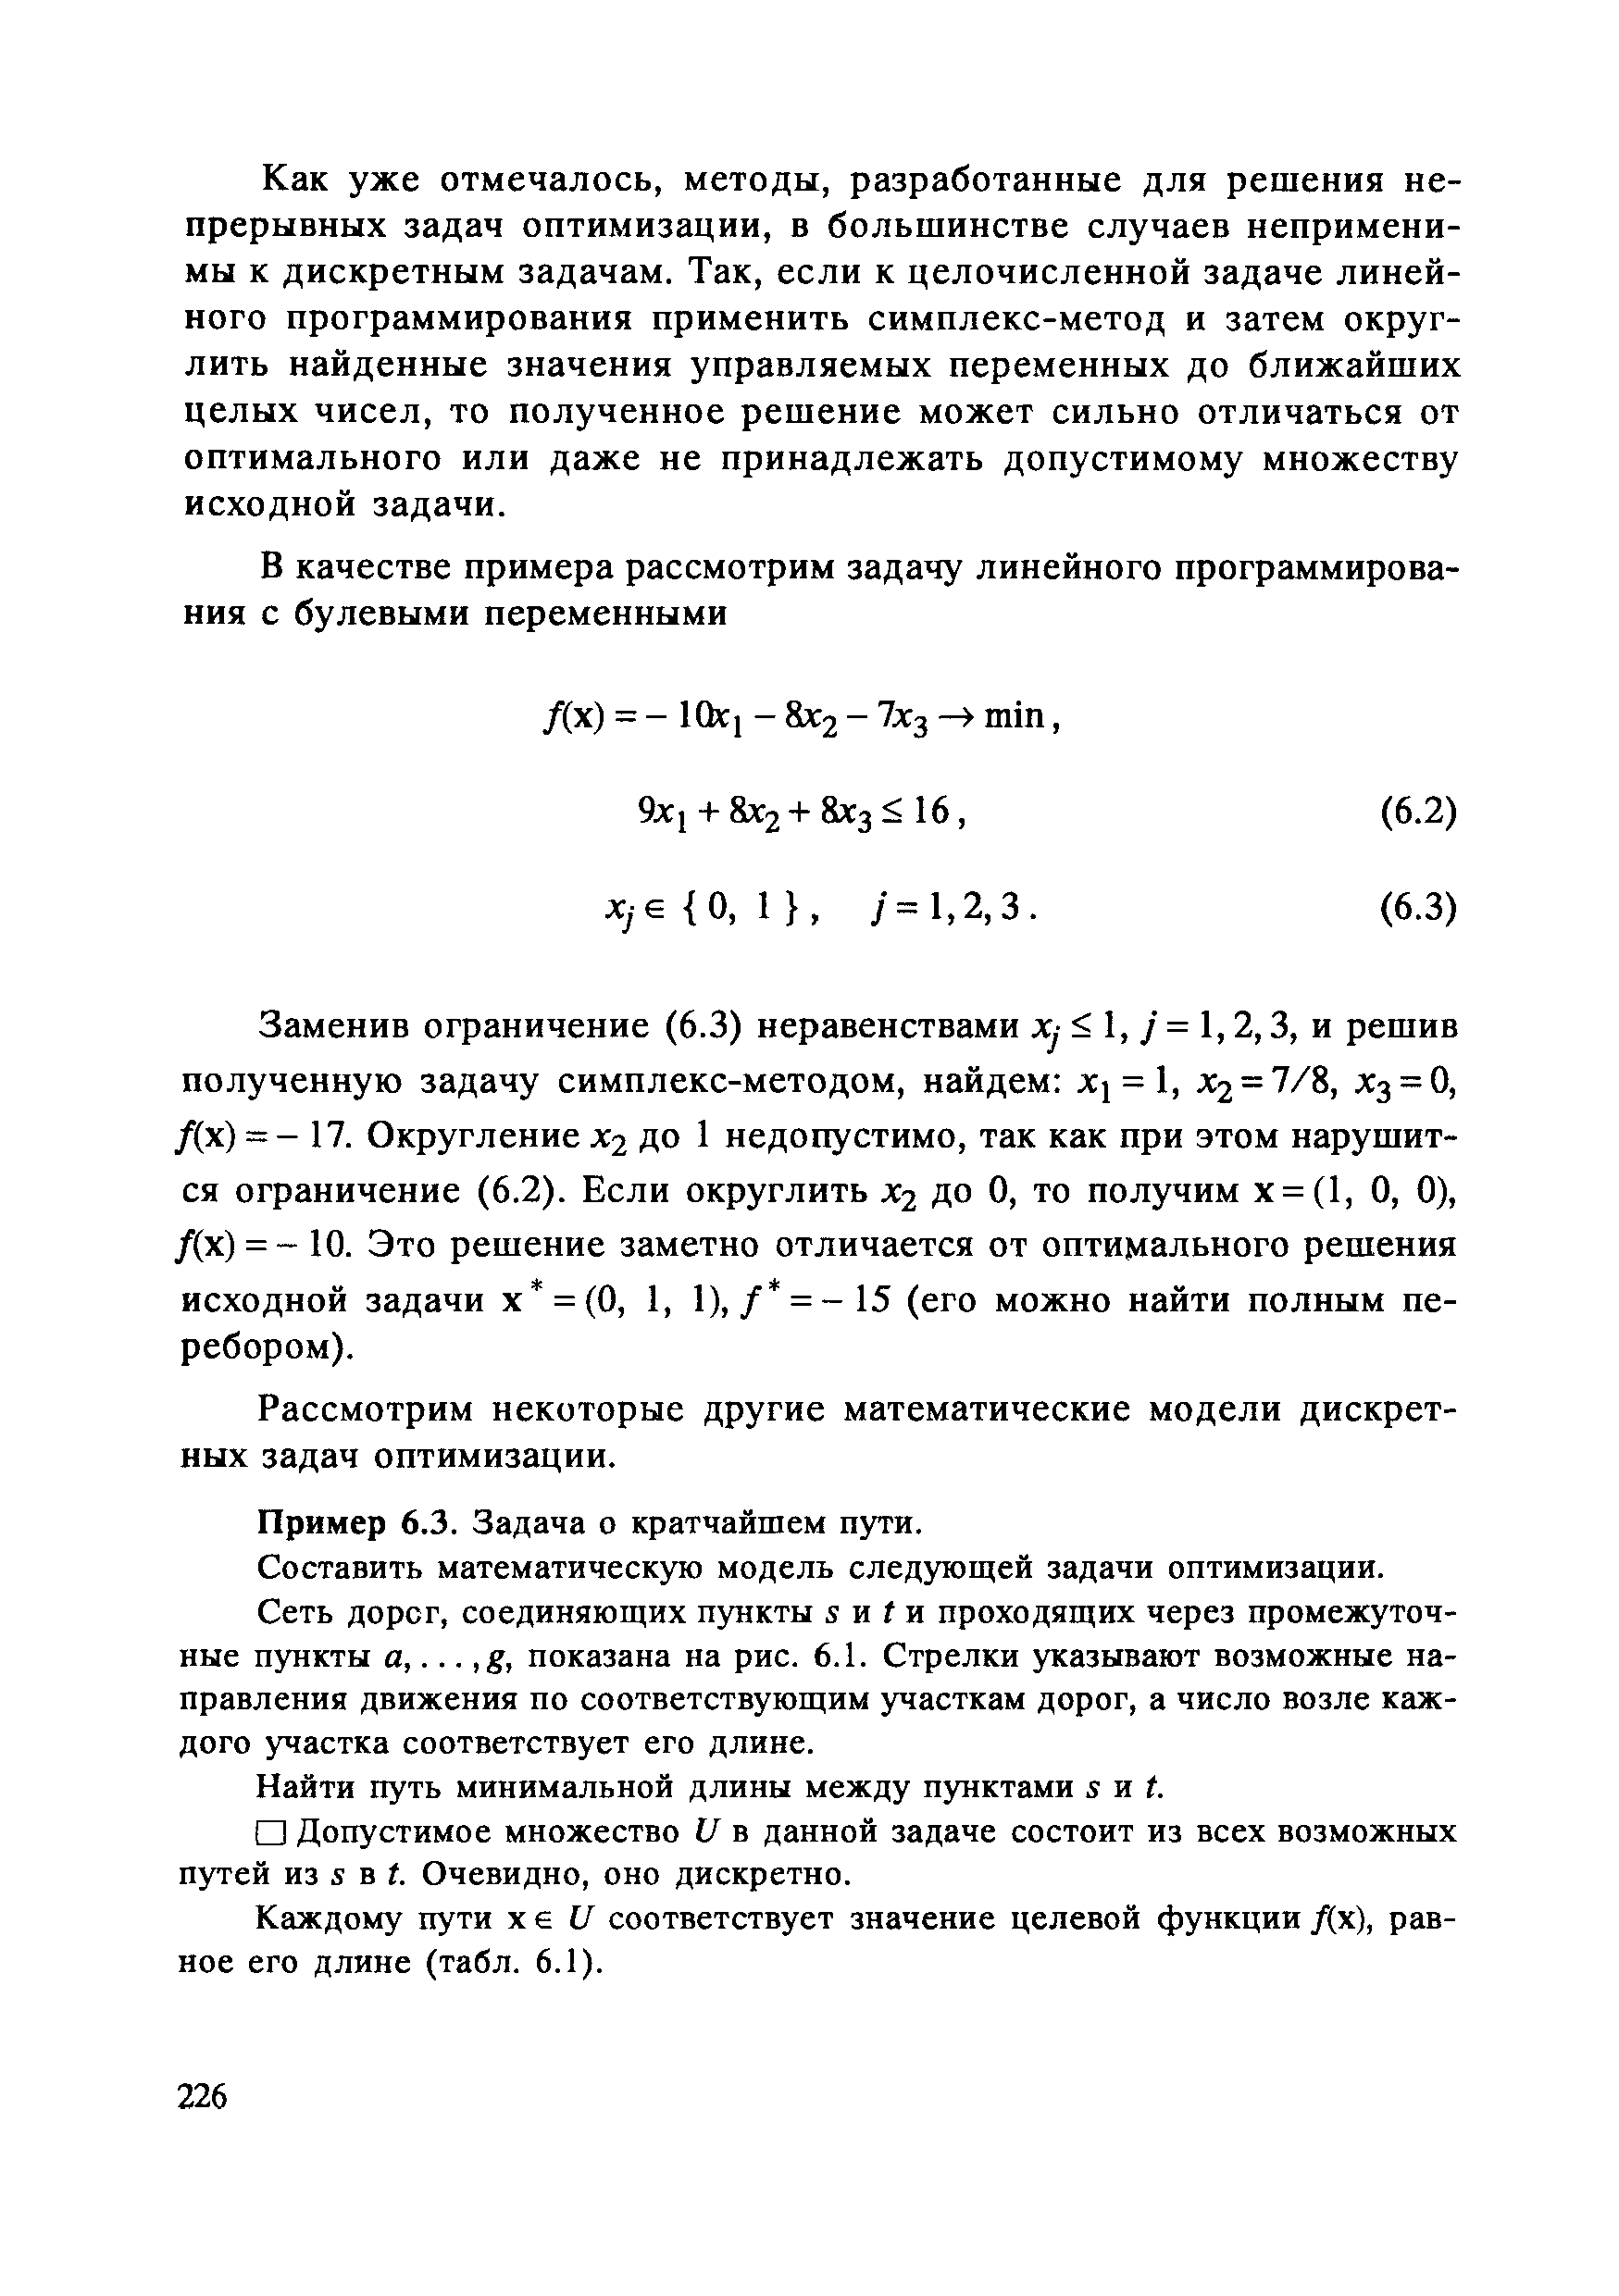 Как уже отмечалось, методы, разработанные для решения не-
прерывных задач оптимизации, в большинстве случаев неприменимы-
мы к дискретным задачам. Так, если к целочисленной задаче линей-
ного программирования применить симплекс-метод и затем округ-
лить найденные значения управляемых переменных до ближайших
целых чисел, то полученное решение может сильно отличаться от
оптимального или даже не принадлежать допустимому множеству
исходной задачи.
В качестве примера рассмотрим задачу линейного программирова-
ния с булевыми переменными
f(x) = − 10x₁ − 8x₂ − 7x₃ → min ,
9x₁ + 8x₂ + 8x₃ ≤ 16 , (6.2)
xⱼ ∈ { 0, 1 } , j = 1, 2, 3 . (6.3)
Заменив ограничение (6.3) неравенствами xⱼ ≤ 1, j = 1, 2, 3, и решив
полученную задачу симплекс-методом, найдем: x₁ = 1, x₂ = 7/8, x₃ = 0,
f(x) = − 17. Округление x₂ до 1 недопустимо, так как при этом нарушит-
ся ограничение (6.2). Если округлить x₂ до 0, то получим x = (1, 0, 0),
f(x) = − 10. Это решение заметно отличается от оптимального решения
исходной задачи x* = (0, 1, 1), f* = − 15 (его можно найти полным пе-
ребором).
Рассмотрим некоторые другие математические модели дискрет-
ных задач оптимизации.
Пример 6.3. Задача о кратчайшем пути.
Составить математическую модель следующей задачи оптимизации.
Сеть дорог, соединяющих пункты s и t и проходящих через промежуточ-
ные пункты a, . . . , g, показана на рис. 6.1. Стрелки указывают возможные на-
правления движения по соответствующим участкам дорог, а число возле каж-
дого участка соответствует его длине.
Найти путь минимальной длины между пунктами s и t.
□ Допустимое множество U в данной задаче состоит из всех возможных
путей из s в t. Очевидно, оно дискретно.
Каждому пути x ∈ U соответствует значение целевой функции f(x), рав-
ное его длине (табл. 6.1).
226